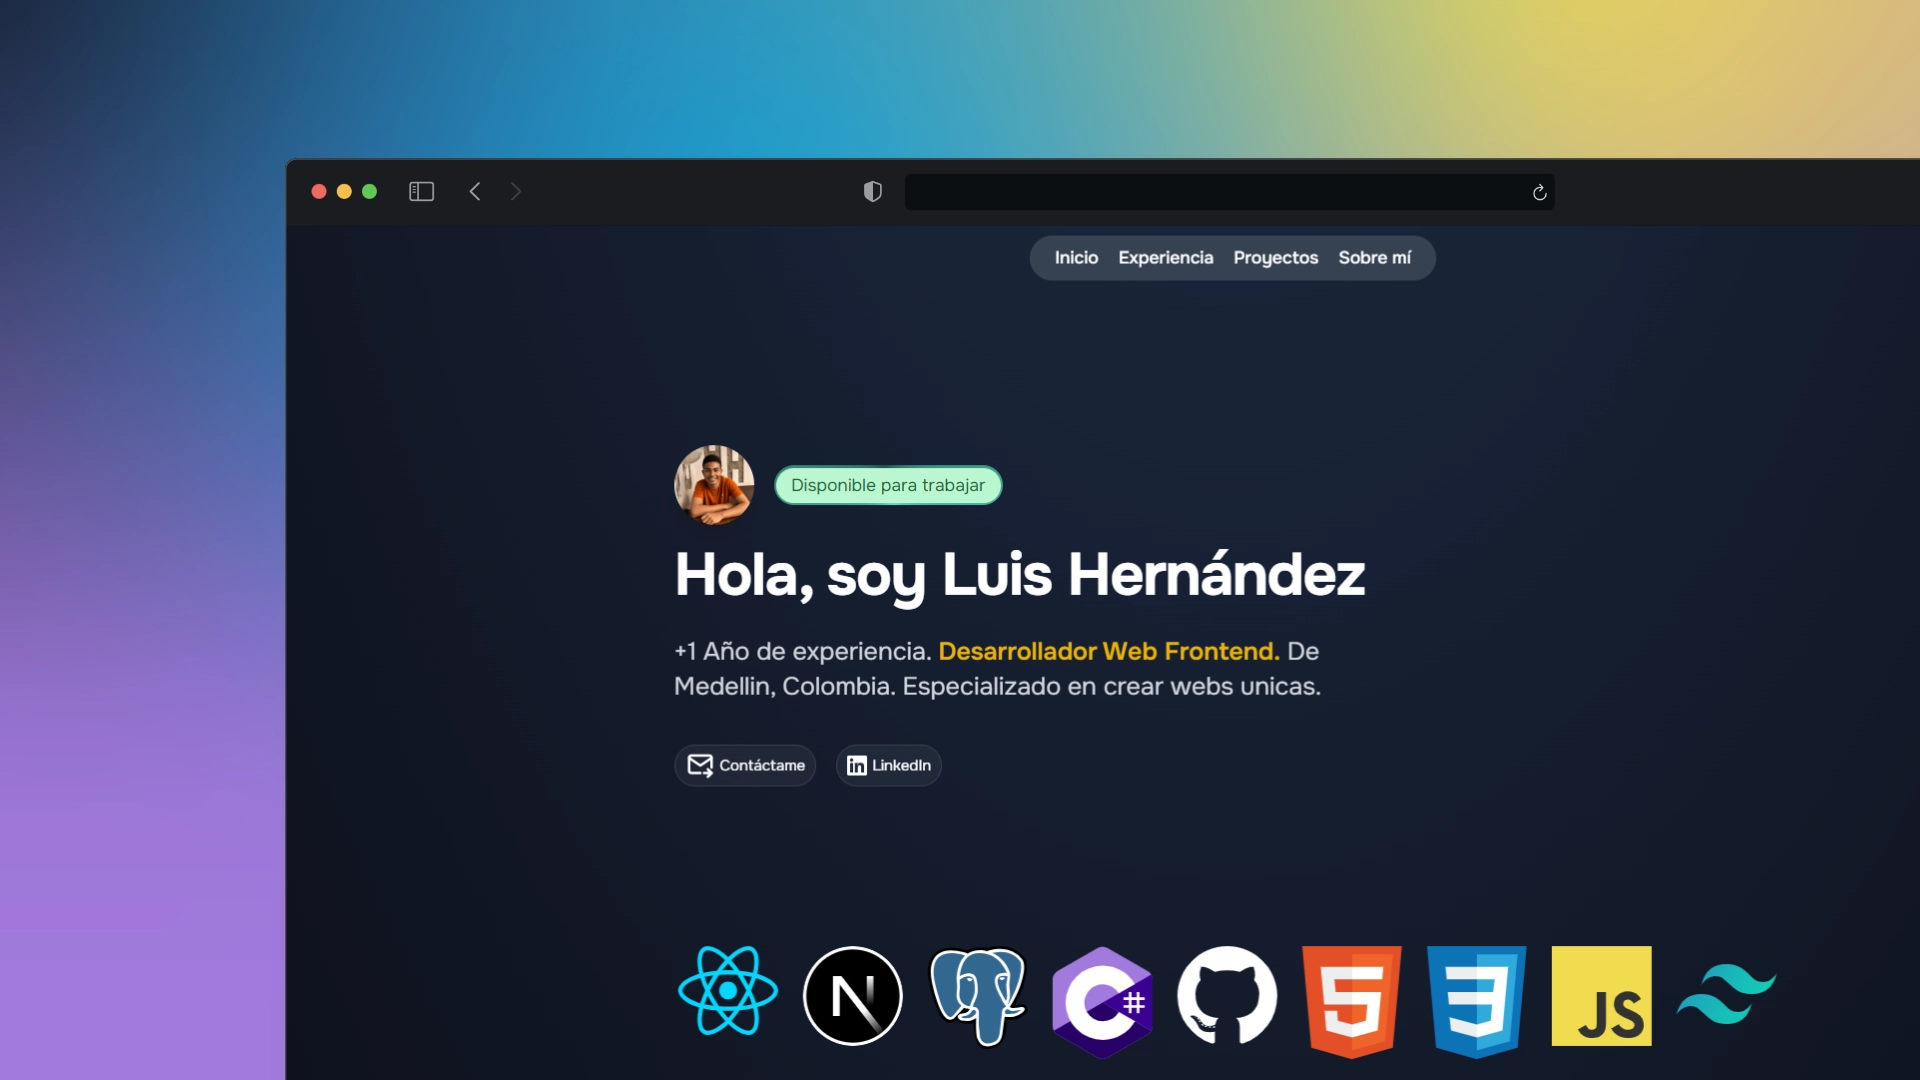 Inicio Experiencia Proyectos Sobre mí
Disponible para trabajar
Hola, soy Luis Hernández
+1 Año de experiencia. Desarrollador Web Frontend. De
Medellin, Colombia. Especializado en crear webs unicas.
Contáctame LinkedIn
N C# 5 3 JS